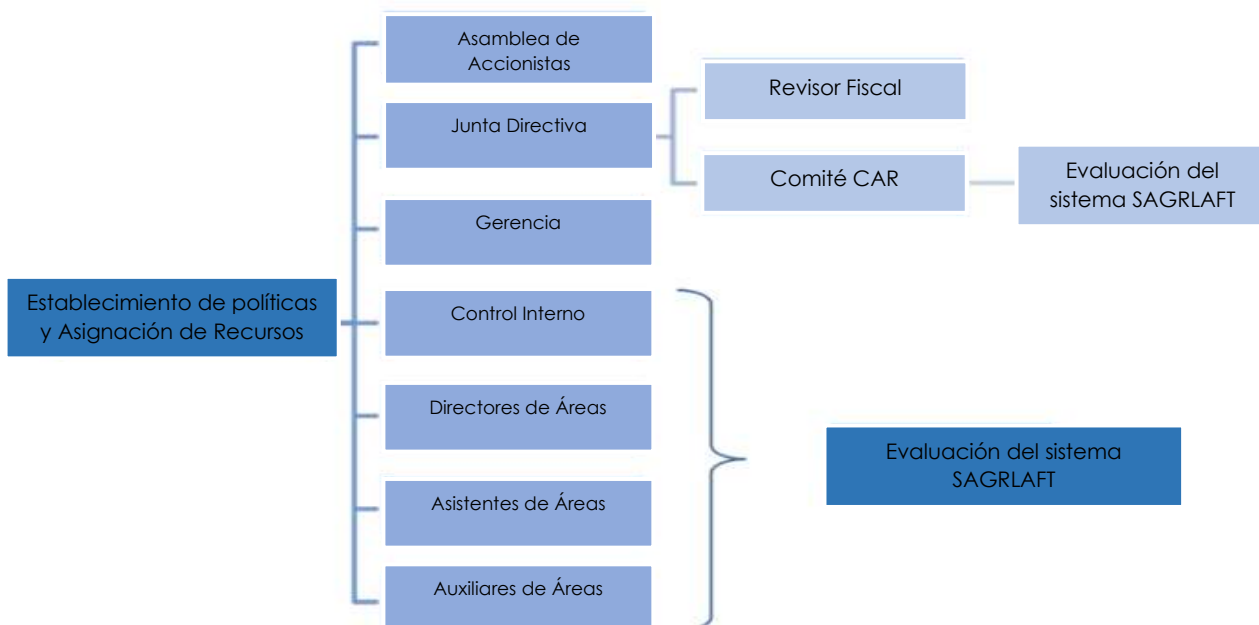 Asamblea de
Accionistas
Revisor Fiscal
Junta Directiva
Comité CAR
Evaluación del
sistema SAGRLAFT
Gerencia
Establecimiento de políticas
y Asignación de Recursos
Control Interno
Directores de Áreas
Evaluación del sistema
SAGRLAFT
Asistentes de Áreas
Auxiliares de Áreas